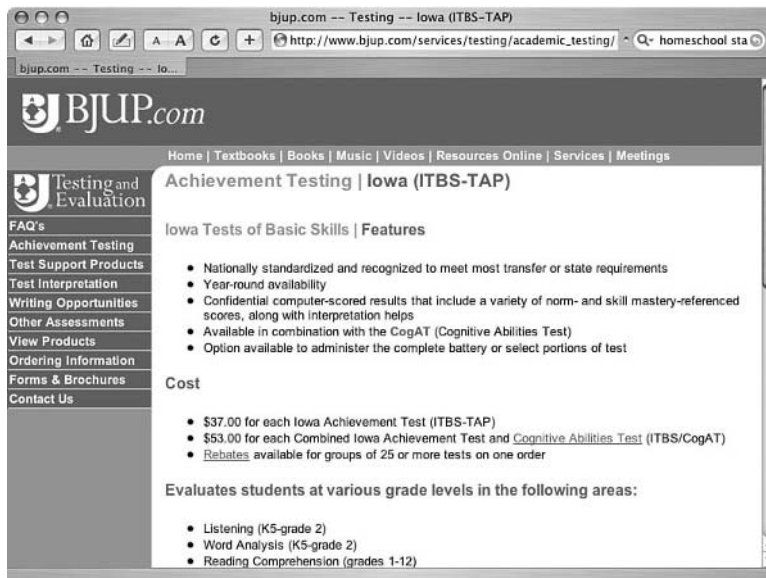 bjup.com -- Testing -- Iowa (ITBS-TAP)
A A C + http://www.bjup.com/services/testing/academic_testing/ Q- homeschool sta
bjup.com -- Testing -- Io...
BJ BJUP.com
Home | Textbooks | Books | Music | Videos | Resources Online | Services | Meetings
BJ Testing and
Evaluation
FAQ's
Achievement Testing
Test Support Products
Test Interpretation
Writing Opportunities
Other Assessments
View Products
Ordering Information
Forms & Brochures
Contact Us
Achievement Testing | Iowa (ITBS-TAP)
Iowa Tests of Basic Skills | Features
• Nationally standardized and recognized to meet most transfer or state requirements
• Year-round availability
• Confidential computer-scored results that include a variety of norm- and skill mastery-referenced
scores, along with interpretation helps
• Available in combination with the CogAT (Cognitive Abilities Test)
• Option available to administer the complete battery or select portions of test
Cost
• $37.00 for each Iowa Achievement Test (ITBS-TAP)
• $53.00 for each Combined Iowa Achievement Test and Cognitive Abilities Test (ITBS/CogAT)
• Rebates available for groups of 25 or more tests on one order
Evaluates students at various grade levels in the following areas:
• Listening (K5-grade 2)
• Word Analysis (K5-grade 2)
• Reading Comprehension (grades 1-12)